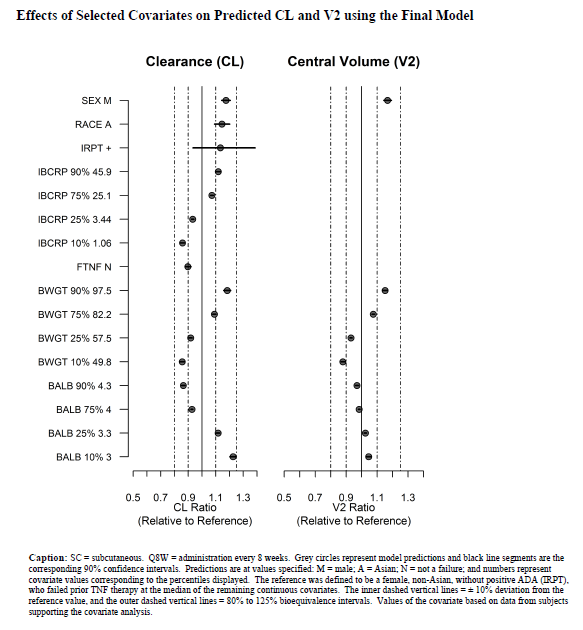 Effects of Selected Covariates on Predicted CL and V2 using the Final Model
Clearance (CL) Central Volume (V2)
SEX M
RACE A
IRPT +
IBCRP 90% 45.9
IBCRP 75% 25.1
IBCRP 25% 3.44
IBCRP 10% 1.06
FTNF N
BWGT 90% 97.5
BWGT 75% 82.2
BWGT 25% 57.5
BWGT 10% 49.8
BALB 90% 4.3
BALB 75% 4
BALB 25% 3.3
BALB 10% 3
0.5 0.7 0.9 1.1 1.3 0.5 0.7 0.9 1.1 1.3
CL Ratio V2 Ratio
(Relative to Reference) (Relative to Reference)
Caption: SC = subcutaneous. Q8W = administration every 8 weeks. Grey circles represent model predictions and black line segments are the
corresponding 90% confidence intervals. Predictions are at values specified: M = male; A = Asian; N = not a failure; and numbers represent
covariate values corresponding to the percentiles displayed. The reference was defined to be a female, non-Asian, without positive ADA (IRPT),
who failed prior TNF therapy at the median of the remaining continuous covariates. The inner dashed vertical lines = ± 10% deviation from the
reference value, and the outer dashed vertical lines = 80% to 125% bioequivalence intervals. Values of the covariate based on data from subjects
supporting the covariate analysis.